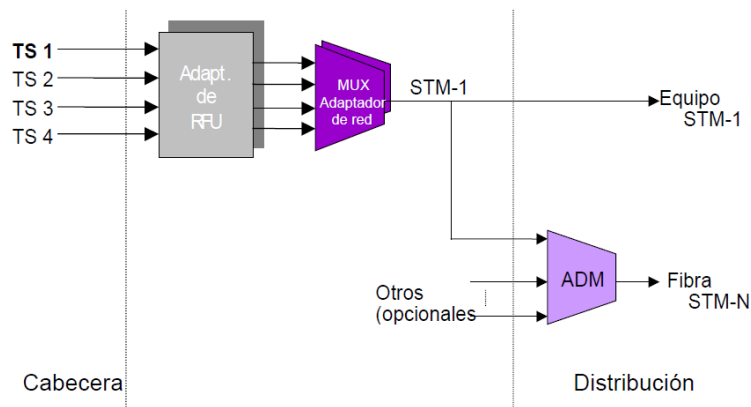 TS 1
TS 2
TS 3
TS 4
Adapt.
de
RFU
MUX
Adaptador
de red
STM-1
Equipo
STM-1
ADM
Fibra
STM-N
Otros
(opcionales
Cabecera
Distribución